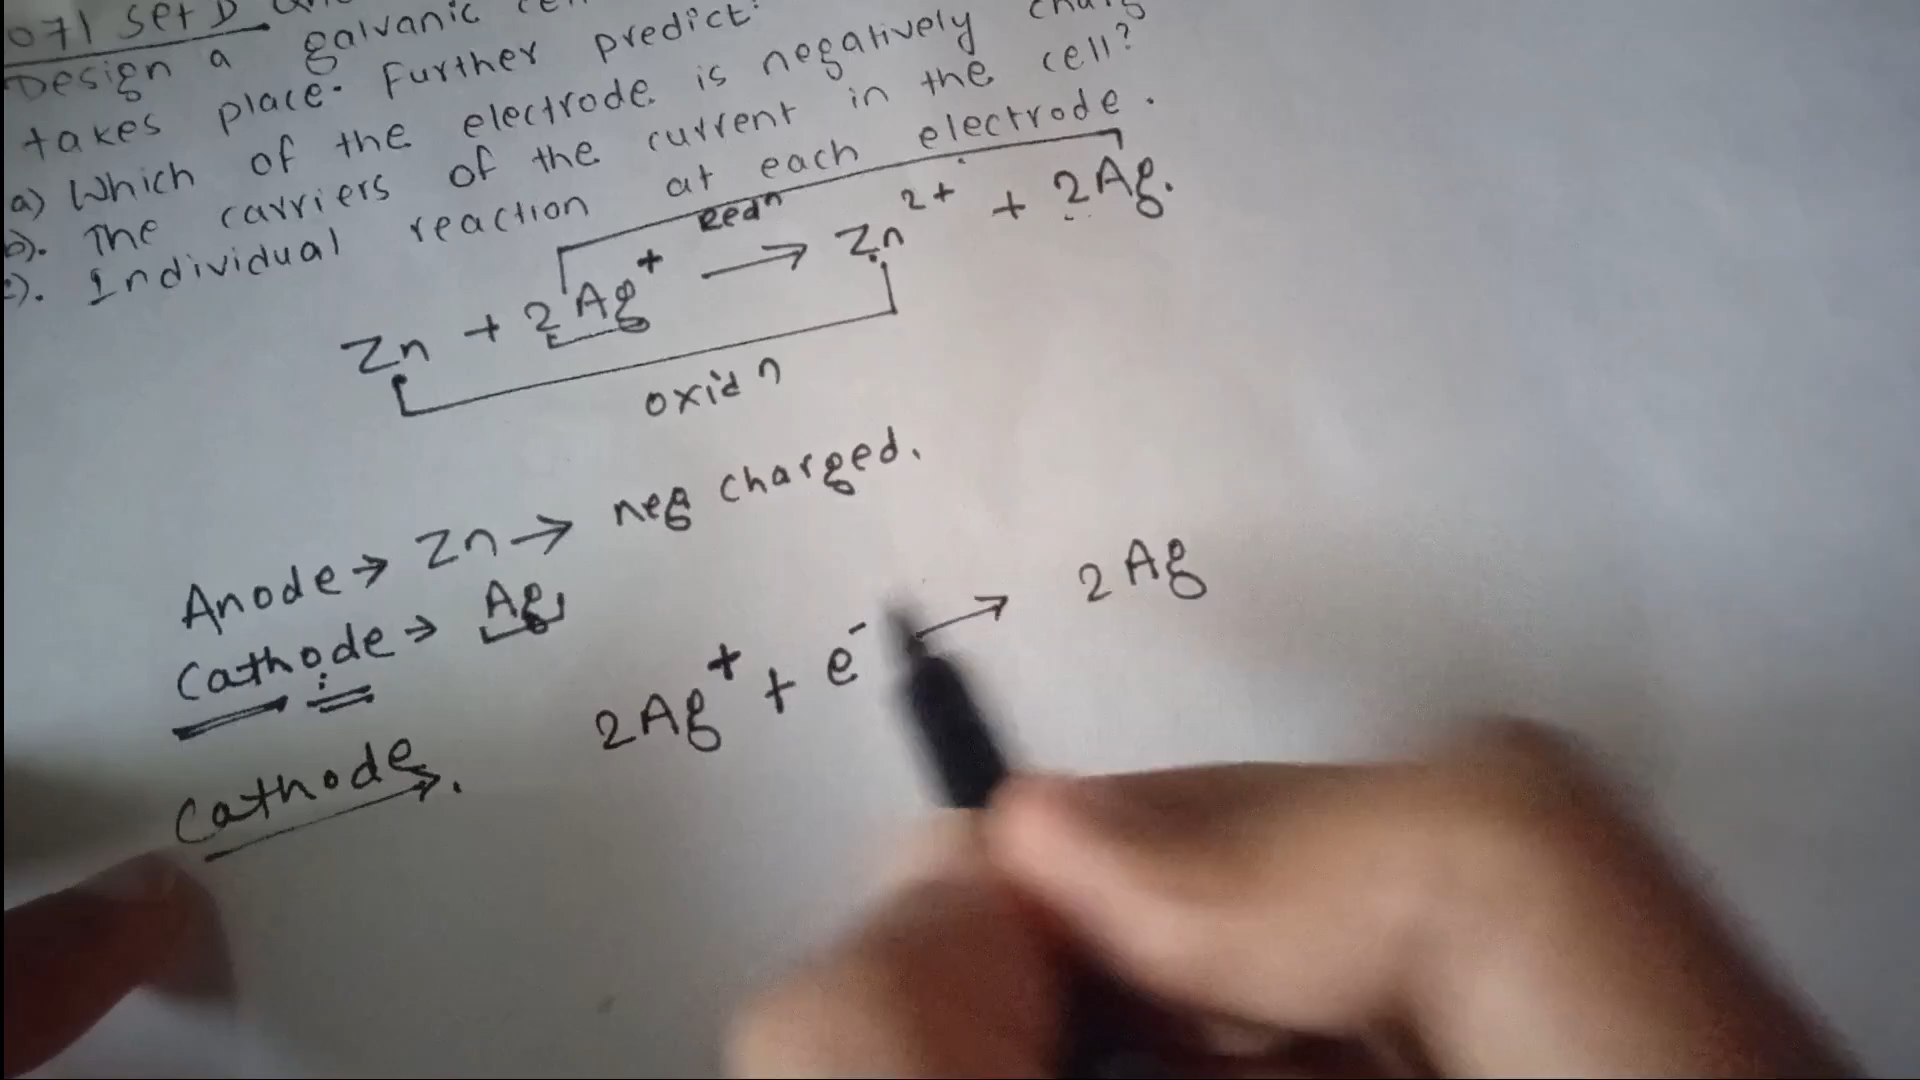 071 Set D
Design a galvanic
takes place. Further predict:
a) Which of the electrode is negatively
b). The carriers of the current in the cell?
c). Individual reaction at each electrode.
Redn
Zn + 2Ag⁺ → Zn²⁺ + 2Ag.
oxidn
Anode → Zn → neg charged.
Cathode → Ag
Cathode. 2Ag⁺ + e⁻ → 2Ag